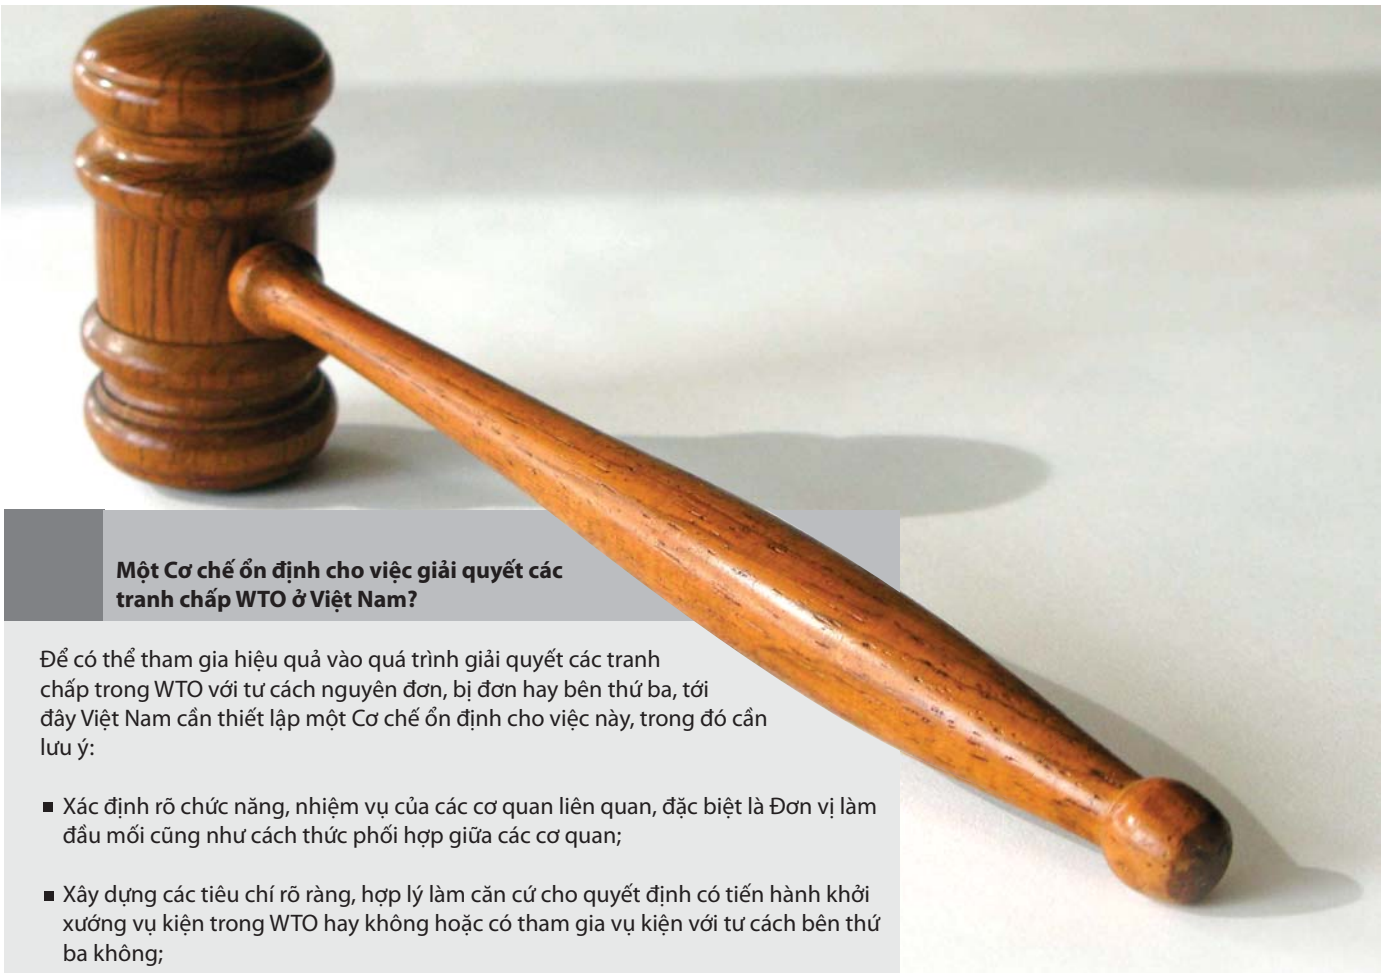 Một Cơ chế ổn định cho việc giải quyết các
tranh chấp WTO ở Việt Nam?
Để có thể tham gia hiệu quả vào quá trình giải quyết các tranh
chấp trong WTO với tư cách nguyên đơn, bị đơn hay bên thứ ba, tới
đây Việt Nam cần thiết lập một Cơ chế ổn định cho việc này, trong đó cần
lưu ý:
▪ Xác định rõ chức năng, nhiệm vụ của các cơ quan liên quan, đặc biệt là Đơn vị làm
đầu mối cũng như cách thức phối hợp giữa các cơ quan;
▪ Xây dựng các tiêu chí rõ ràng, hợp lý làm căn cứ cho quyết định có tiến hành khởi
xướng vụ kiện trong WTO hay không hoặc có tham gia vụ kiện với tư cách bên thứ
ba không;